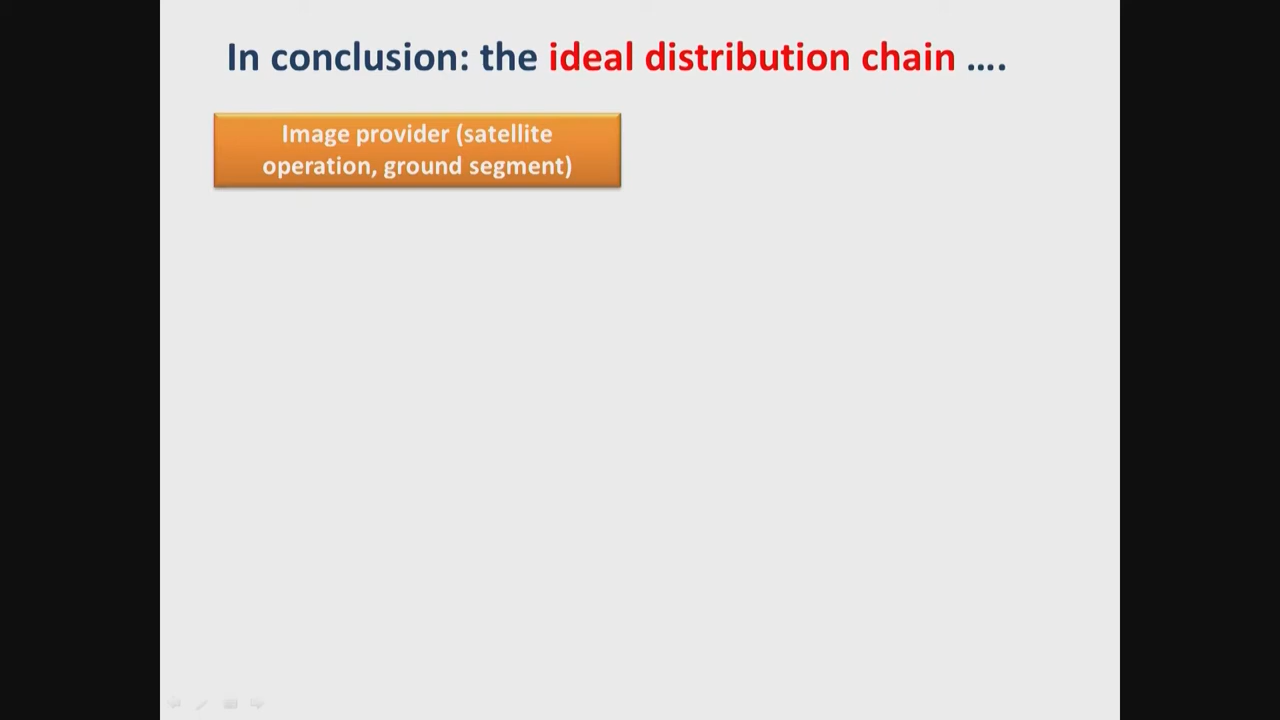 In conclusion: the ideal distribution chain ....
Image provider (satellite
operation, ground segment)